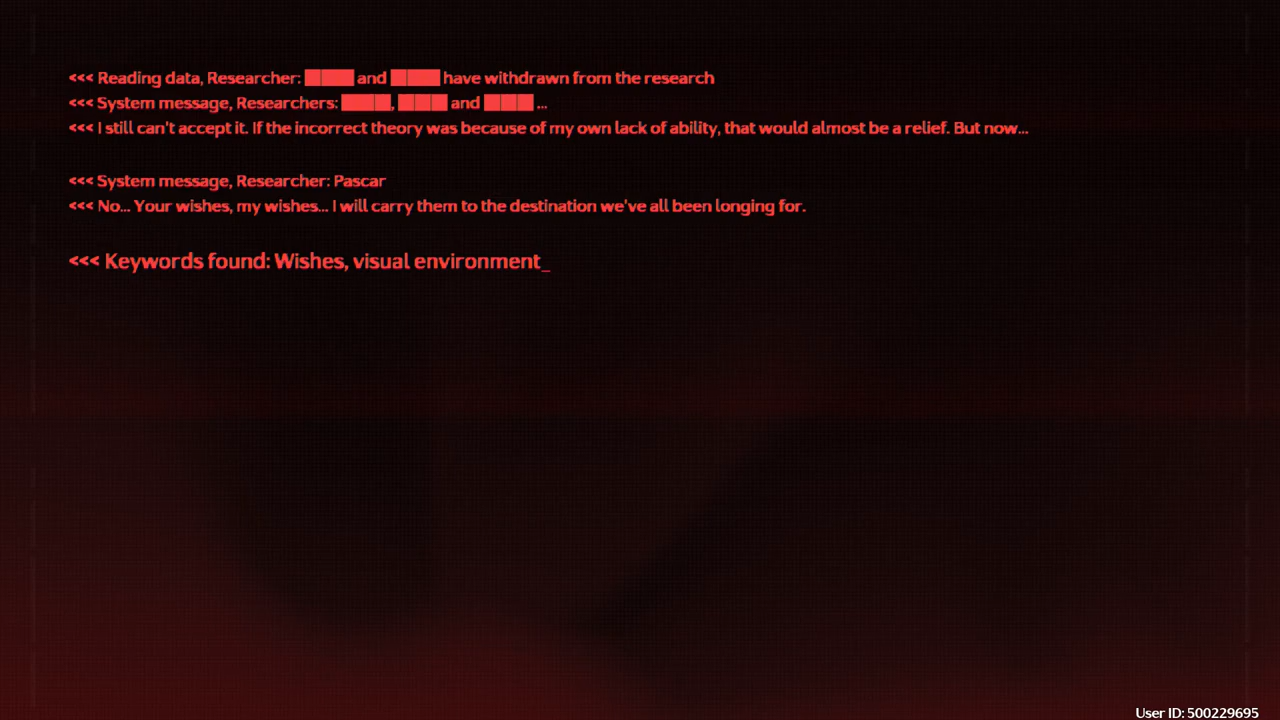 <<< Reading data, Researcher: ████ and ████ have withdrawn from the research
<<< System message, Researchers: ████, ████ and ████ ...
<<< I still can't accept it. If the incorrect theory was because of my own lack of ability, that would almost be a relief. But now...
<<< System message, Researcher: Pascar
<<< No... Your wishes, my wishes... I will carry them to the destination we've all been longing for.
<<< Keywords found: Wishes, visual environment_
User ID: 500229695